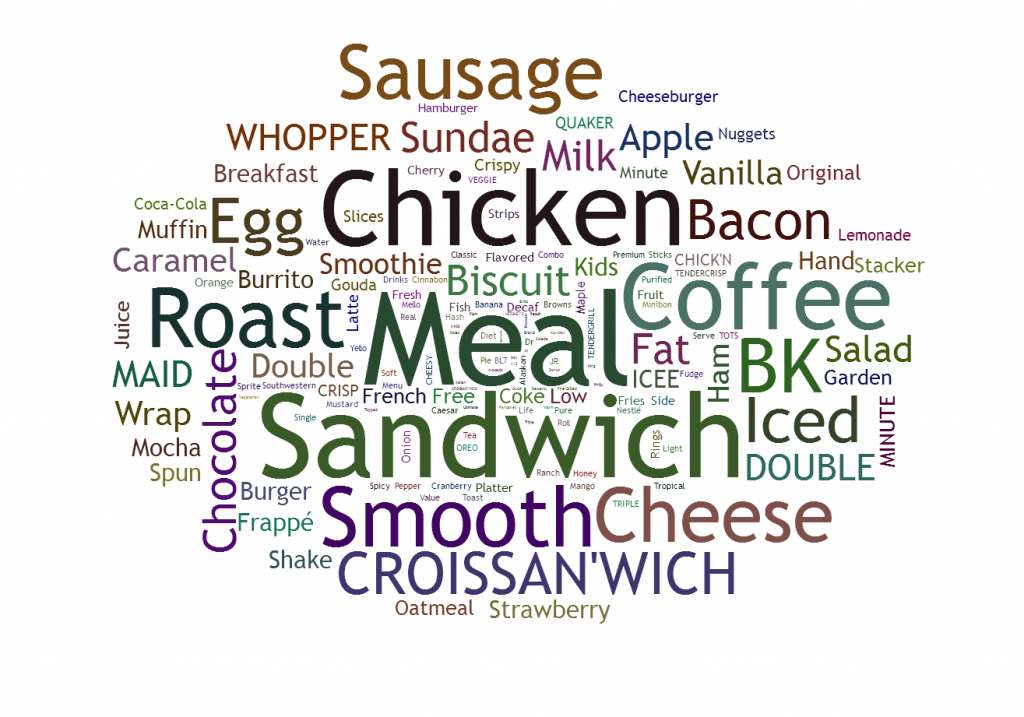 Sausage
Cheeseburger
Hamburger
WHOPPER
Sundae
QUAKER
Apple
Nuggets
Milk
Breakfast
Cherry
Crispy
VEGGIE
Minute
Vanilla
Original
Chicken
Coca-Cola
Muffin
Egg
Slices
Strips
Bacon
Lemonade
Water
Caramel
Smoothie
Classic
Flavored
Combo
Premium
Sticks
CHICK'N
Hand
Stacker
Orange
Burrito
Gouda
Drinks
Cinnabon
Biscuit
Kids
TENDERCRISP
Purified
Coffee
Juice
Roast
Latte
Fresh
Mello
Real
Fish
Banana
Decaf
Browns
Maple
Fruit
Minibon
Hash
Meal
TENDERGRILL
Serve
TOTS
Yello
CHEESY
Diet
Dr
Fat
Ham
BK
Salad
MAID
Chocolate
Double
Soft
Pie
BLT
Alaskan
JR
ICEE
Fudge
Garden
Sprite
Southwestern
CRISP
Menu
French
Free
Coke
Low
Fries
Side
Mustard
Caesar
Life
Pure
Nestlé
Wrap
Single
Sandwich
Roll
Iced
MINUTE
Mocha
Onion
Tea
OREO
Rings
Light
Spun
Ranch
Honey
DOUBLE
Burger
Spicy
Pepper
Cranberry
Platter
Mango
Tropical
Value
Toast
Frappé
Smooth
Cheese
TRIPLE
Shake
CROISSAN'WICH
Oatmeal
Strawberry